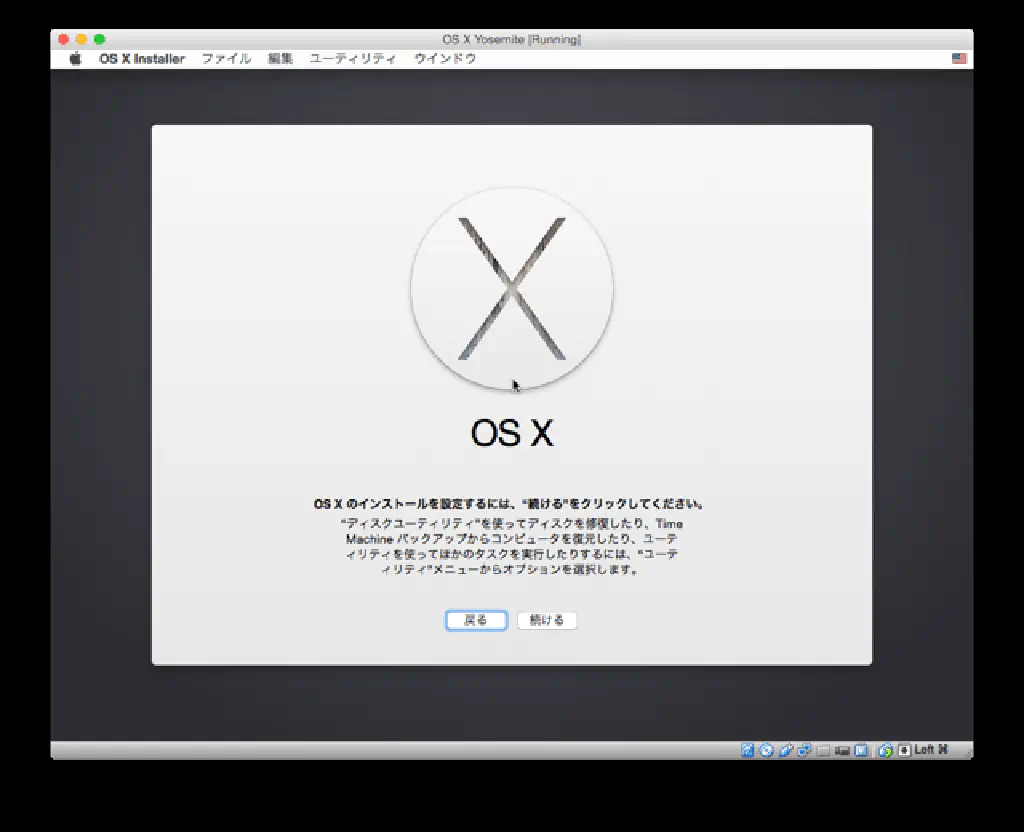 OS X Yosemite [Running]
OS X Installer ファイル 編集 ユーティリティ ウインドウ
OS X
OS X のインストールを設定するには、“続ける”をクリックしてください。
“ディスクユーティリティ”を使ってディスクを修復したり、Time
Machine バックアップからコンピュータを復元したり、ユーテ
ィリティを使ってほかのタスクを実行したりするには、“ユーテ
ィリティ”メニューからオプションを選択します。
戻る 続ける
Left ⌘